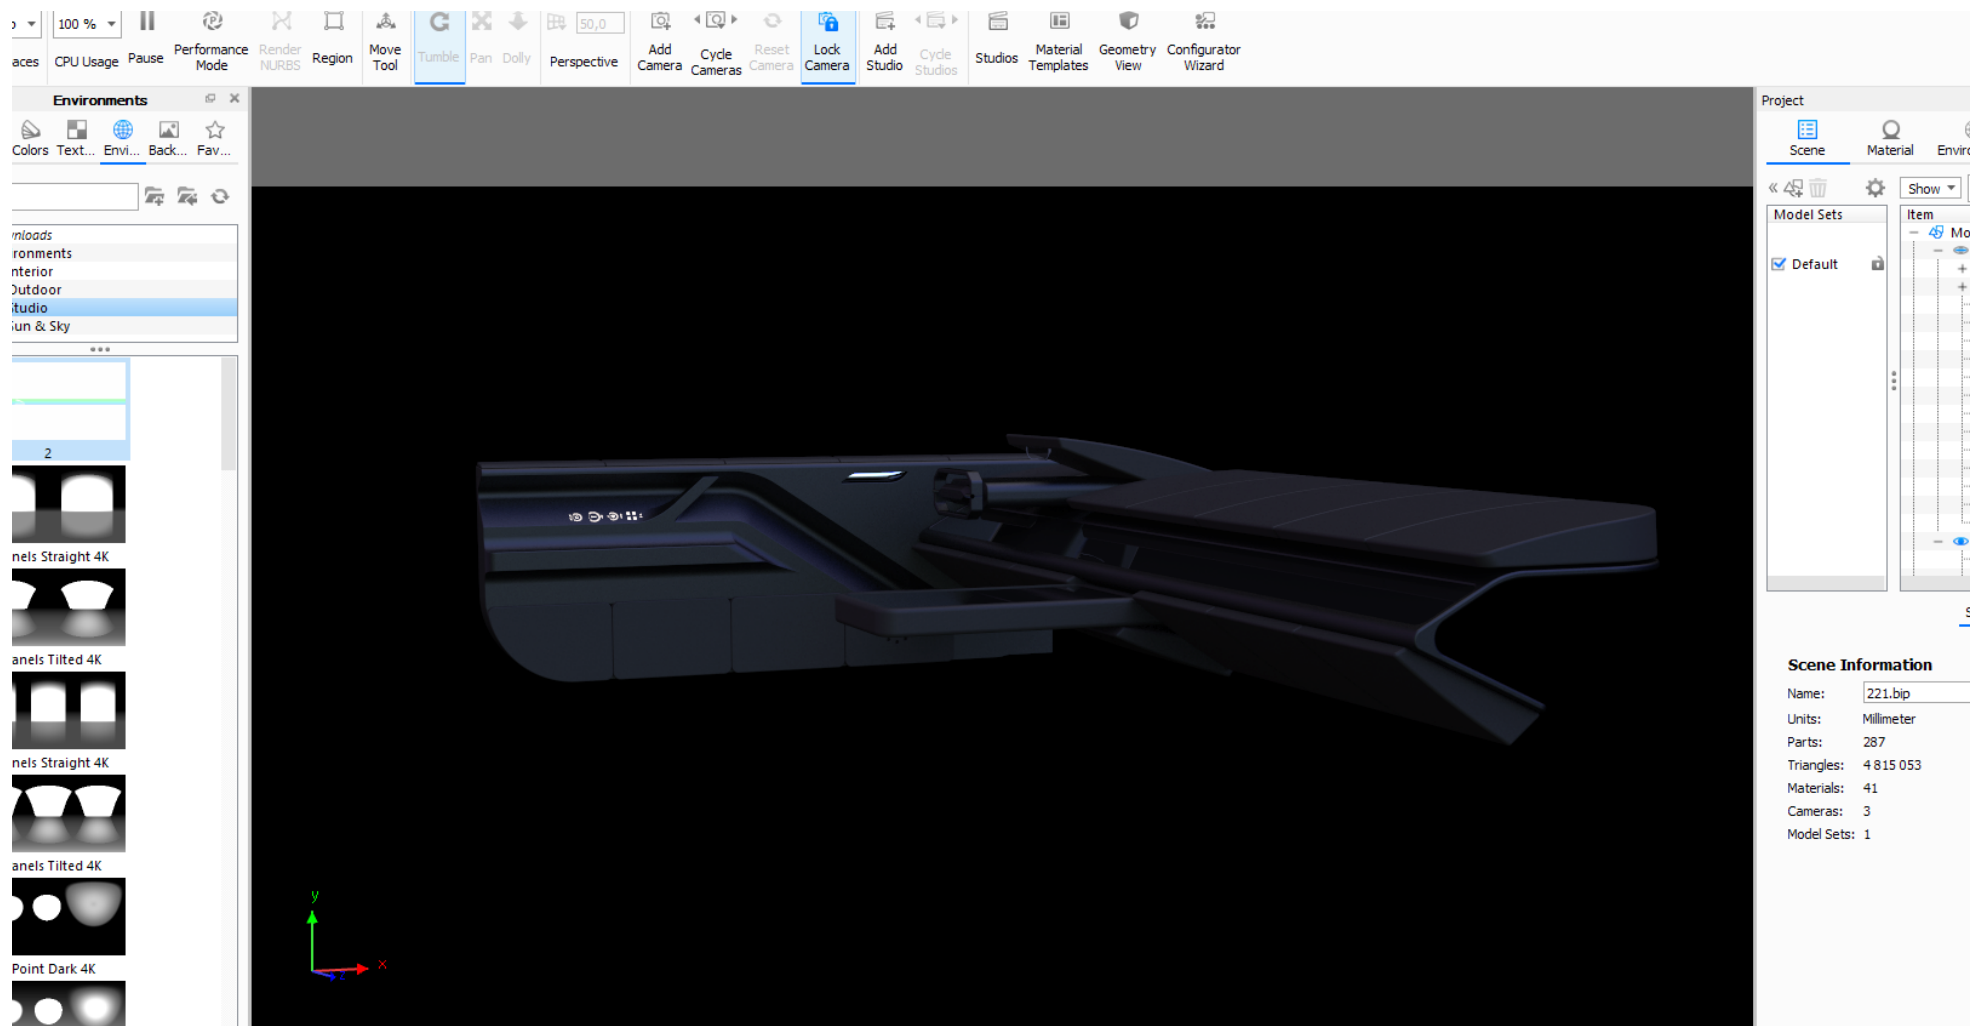 100 %
50,0
aces
CPU Usage
Pause
Performance
Mode
Render
NURBS
Region
Move
Tool
Tumble
Pan
Dolly
Perspective
Add
Camera
Cycle
Cameras
Reset
Camera
Lock
Camera
Add
Studio
Cycle
Studios
Studios
Material
Templates
Geometry
View
Configurator
Wizard
Environments
Colors
Text...
Envi...
Back...
Fav...
nloads
ronments
nterior
Outdoor
Studio
Sun & Sky
2
nels Straight 4K
anels Tilted 4K
nels Straight 4K
anels Tilted 4K
Point Dark 4K
y
x
z
Project
Scene
Material
Enviro
Show
Model Sets
Item
Mo
Default
Scene Information
Name: 221.bip
Units: Millimeter
Parts: 287
Triangles: 4 815 053
Materials: 41
Cameras: 3
Model Sets: 1